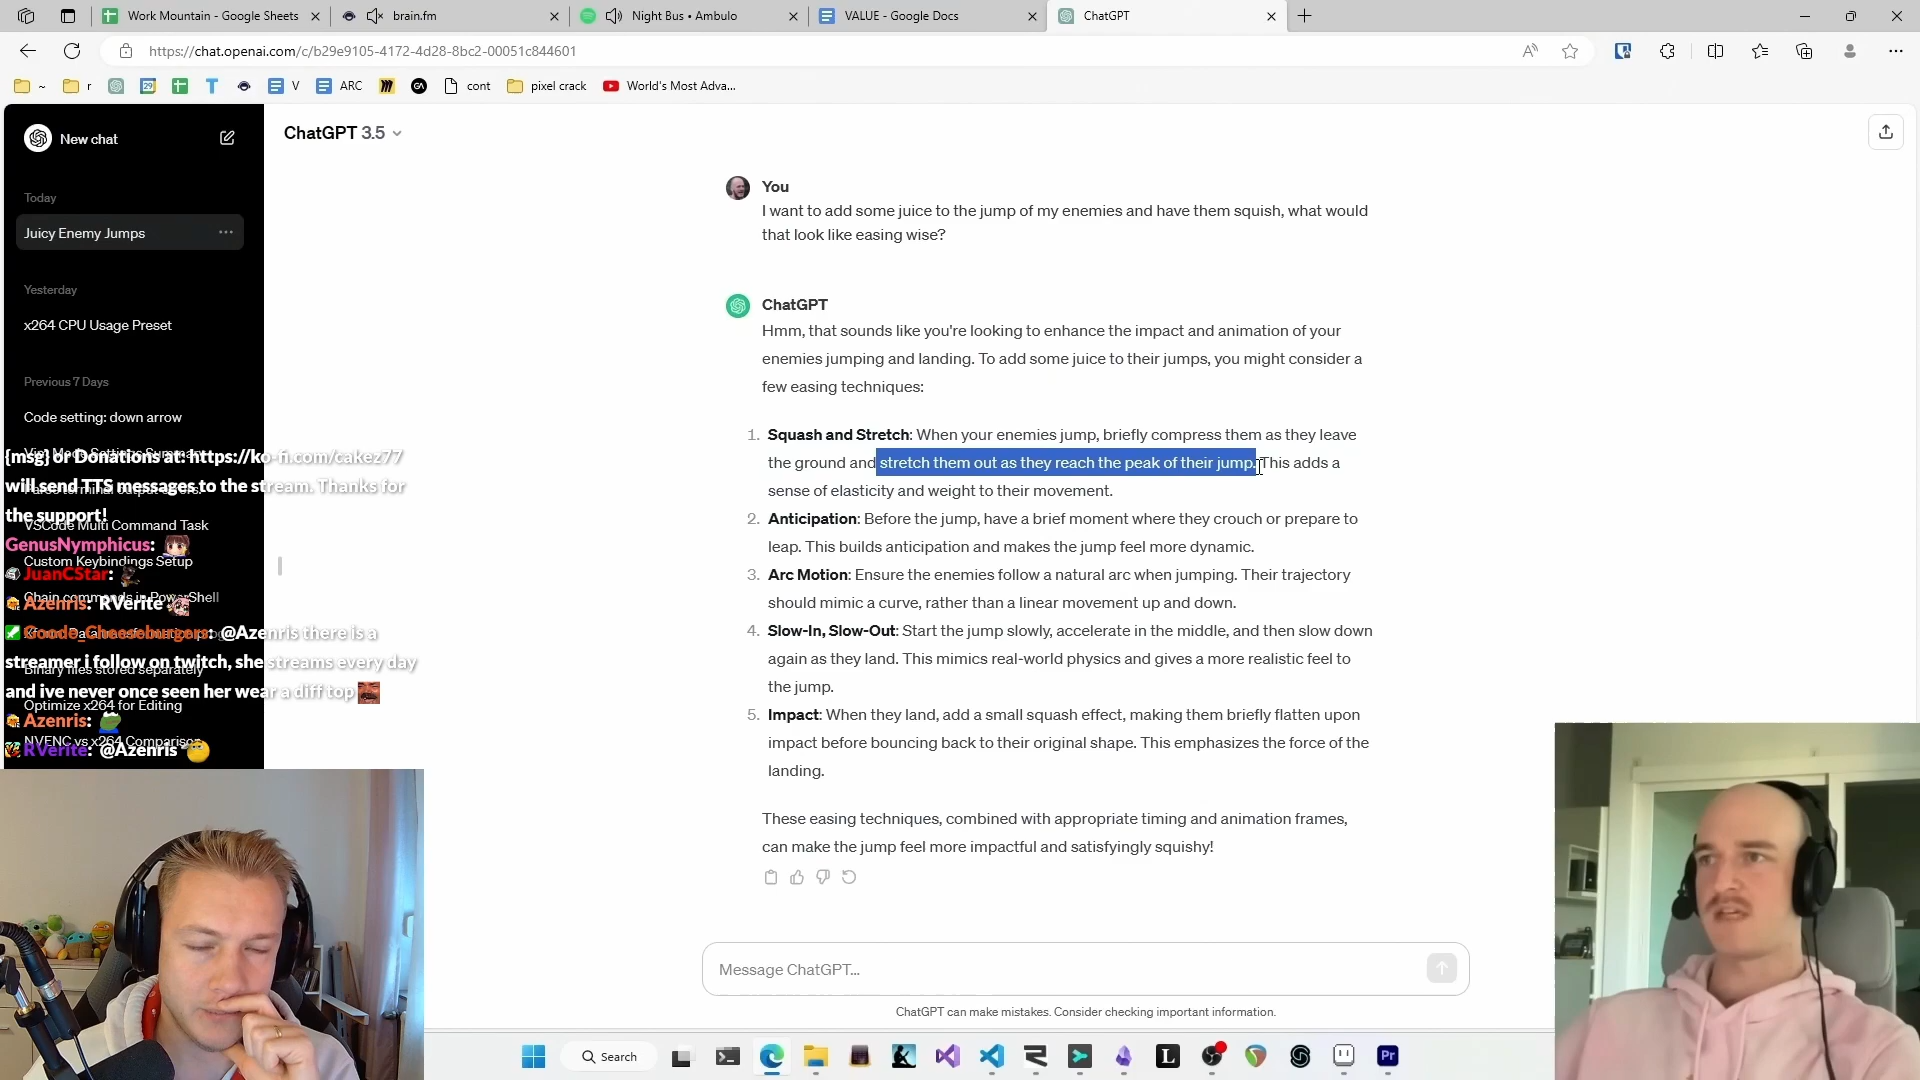 Work Mountain - Google Sheets
brain.fm
Night Bus • Ambulo
VALUE - Google Docs
ChatGPT
https://chat.openai.com/c/b29e9105-4172-4d28-8bc2-00051c844601
~
r
29
V
ARC
cont
pixel crack
World's Most Adva...
New chat
ChatGPT 3.5
Today
Juicy Enemy Jumps
Yesterday
x264 CPU Usage Preset
Previous 7 Days
Code setting: down arrow
{msg} or Donations at: https://ko-fi.com/cakez77
will send TTS messages to the stream. Thanks for
the support!
VSCode Multi Command Task
GenusNymphicus:
Custom Keybindings Setup
JuanCStar:
Chain commands in PowerShell
Azenris: RVerite
Coode_Cheeseburgers: @Azenris there is a
streamer i follow on twitch, she streams every day
Binary files stored separately
and ive never once seen her wear a diff top
Optimize x264 for Editing
Azenris:
NVENC vs x264 Comparison
RVerite: @Azenris
You
I want to add some juice to the jump of my enemies and have them squish, what would
that look like easing wise?
ChatGPT
Hmm, that sounds like you're looking to enhance the impact and animation of your
enemies jumping and landing. To add some juice to their jumps, you might consider a
few easing techniques:
1. Squash and Stretch: When your enemies jump, briefly compress them as they leave
the ground and stretch them out as they reach the peak of their jump. This adds a
sense of elasticity and weight to their movement.
2. Anticipation: Before the jump, have a brief moment where they crouch or prepare to
leap. This builds anticipation and makes the jump feel more dynamic.
3. Arc Motion: Ensure the enemies follow a natural arc when jumping. Their trajectory
should mimic a curve, rather than a linear movement up and down.
4. Slow-In, Slow-Out: Start the jump slowly, accelerate in the middle, and then slow down
again as they land. This mimics real-world physics and gives a more realistic feel to
the jump.
5. Impact: When they land, add a small squash effect, making them briefly flatten upon
impact before bouncing back to their original shape. This emphasizes the force of the
landing.
These easing techniques, combined with appropriate timing and animation frames,
can make the jump feel more impactful and satisfyingly squishy!
Message ChatGPT...
ChatGPT can make mistakes. Consider checking important information.
Search
L
Pr